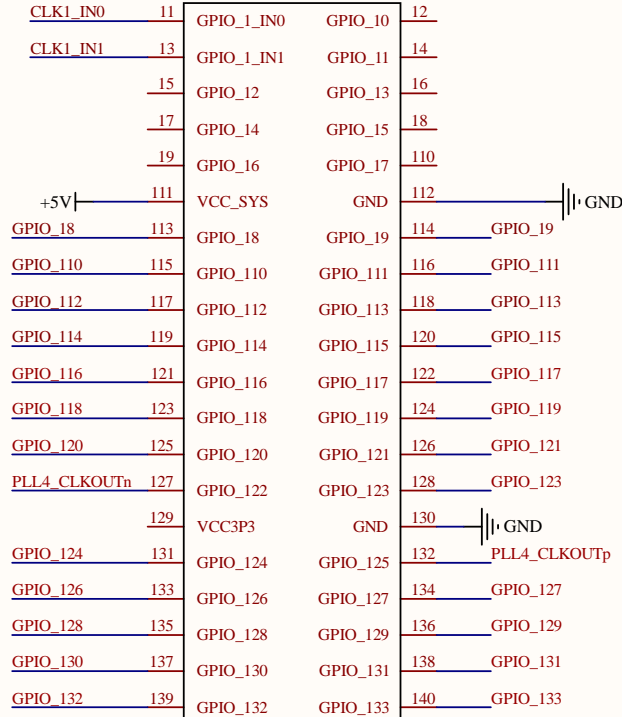 CLK1_IN0 11 GPIO_1_IN0 GPIO_10 12
CLK1_IN1 13 GPIO_1_IN1 GPIO_11 14
15 GPIO_12 GPIO_13 16
17 GPIO_14 GPIO_15 18
19 GPIO_16 GPIO_17 110
+5V 111 VCC_SYS GND 112 GND
GPIO_18 113 GPIO_18 GPIO_19 114 GPIO_19
GPIO_110 115 GPIO_110 GPIO_111 116 GPIO_111
GPIO_112 117 GPIO_112 GPIO_113 118 GPIO_113
GPIO_114 119 GPIO_114 GPIO_115 120 GPIO_115
GPIO_116 121 GPIO_116 GPIO_117 122 GPIO_117
GPIO_118 123 GPIO_118 GPIO_119 124 GPIO_119
GPIO_120 125 GPIO_120 GPIO_121 126 GPIO_121
PLL4_CLKOUTn 127 GPIO_122 GPIO_123 128 GPIO_123
129 VCC3P3 GND 130 GND
GPIO_124 131 GPIO_124 GPIO_125 132 PLL4_CLKOUTp
GPIO_126 133 GPIO_126 GPIO_127 134 GPIO_127
GPIO_128 135 GPIO_128 GPIO_129 136 GPIO_129
GPIO_130 137 GPIO_130 GPIO_131 138 GPIO_131
GPIO_132 139 GPIO_132 GPIO_133 140 GPIO_133